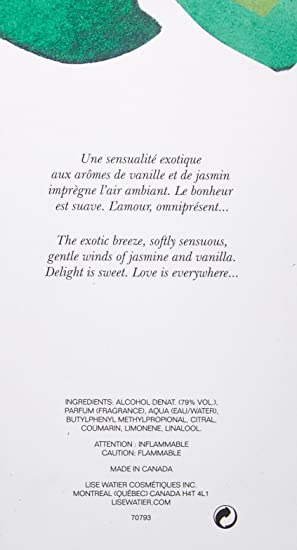 Une sensualité exotique
aux arômes de vanille et de jasmin
imprègne l'air ambiant. Le bonheur
est suave. L'amour, omniprésent...
The exotic breeze, softly sensuous,
gentle winds of jasmine and vanilla.
Delight is sweet. Love is everywhere...
INGREDIENTS: ALCOHOL DENAT. (79% VOL.),
PARFUM (FRAGRANCE), AQUA (EAU/WATER),
BUTYLPHENYL METHYLPROPIONAL, CITRAL,
COUMARIN, LIMONENE, LINALOOL.
ATTENTION : INFLAMMABLE
CAUTION: FLAMMABLE
MADE IN CANADA
LISE WATIER COSMÉTIQUES INC.
MONTREAL (QUÉBEC) CANADA H4T 4L1
LISEWATIER.COM
70793